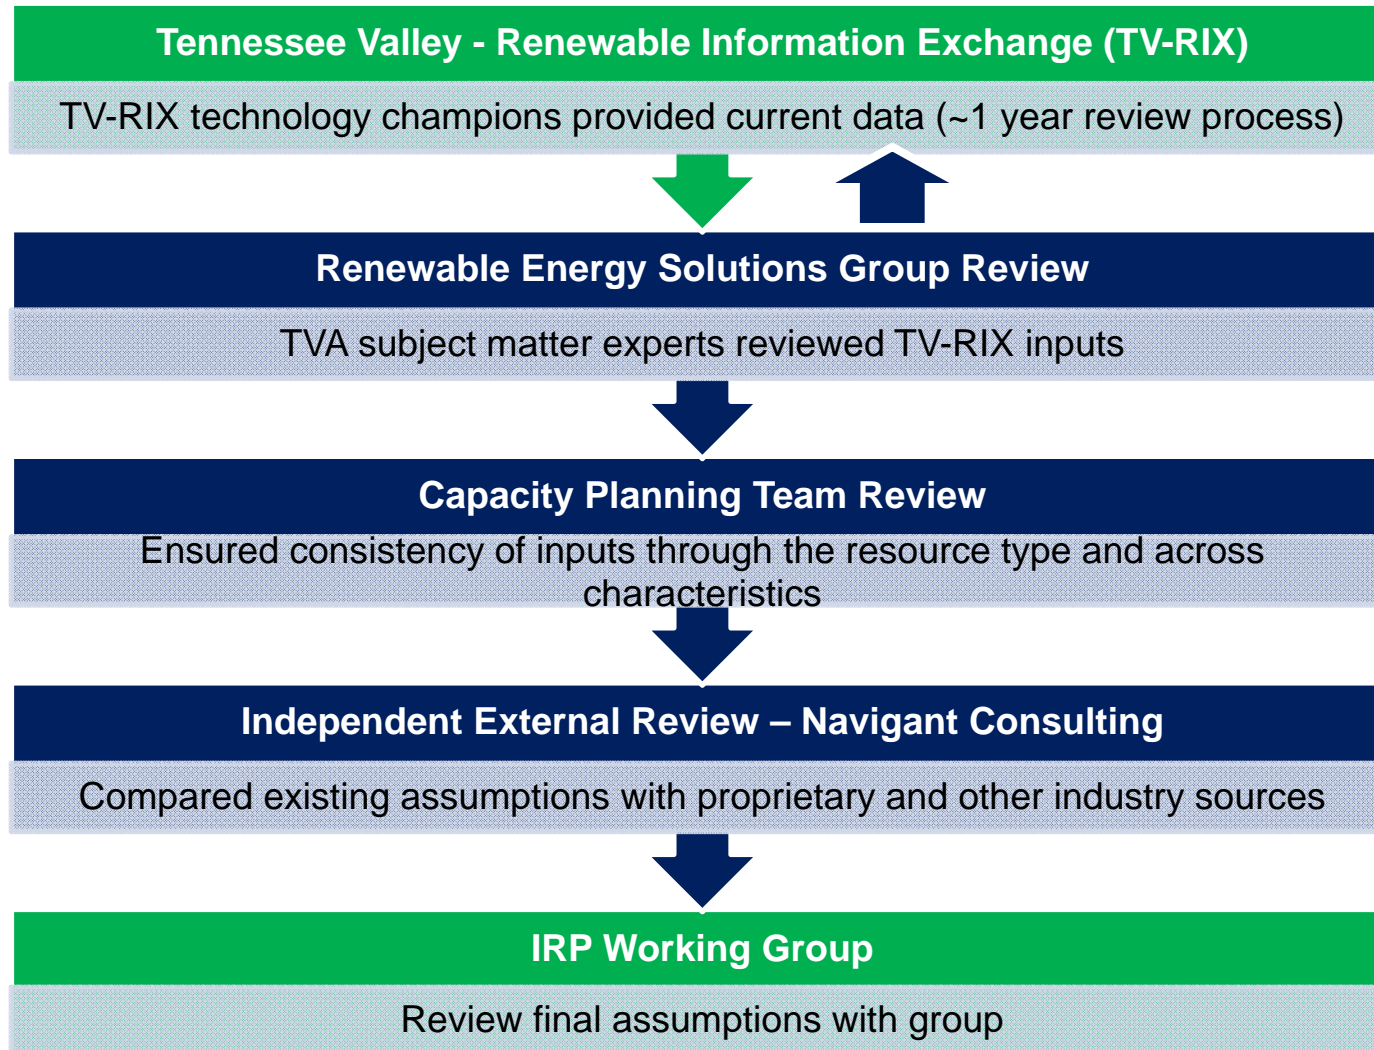 Tennessee Valley - Renewable Information Exchange (TV-RIX)
TV-RIX technology champions provided current data (~1 year review process)
Renewable Energy Solutions Group Review
TVA subject matter experts reviewed TV-RIX inputs
Capacity Planning Team Review
Ensured consistency of inputs through the resource type and across
characteristics
Independent External Review – Navigant Consulting
Compared existing assumptions with proprietary and other industry sources
IRP Working Group
Review final assumptions with group